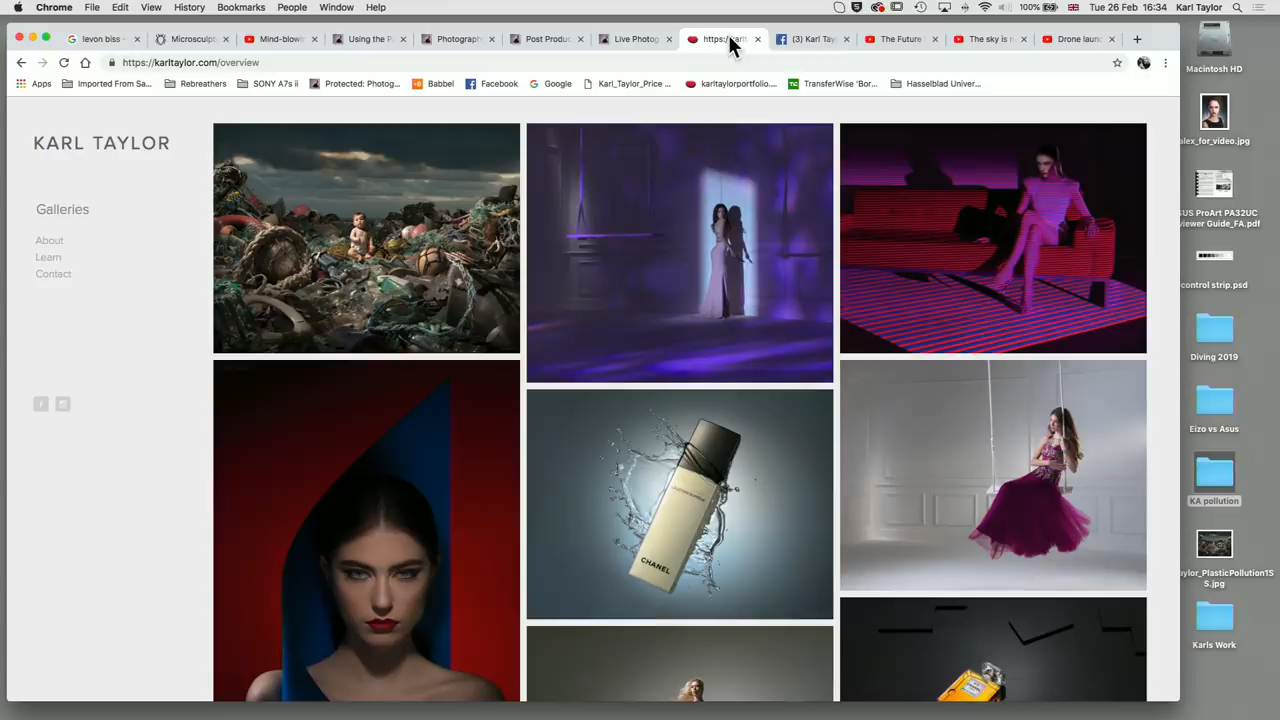 Chrome File Edit View History Bookmarks People Window Help
100% Tue 26 Feb 16:34 Karl Taylor
levon biss -
Microsculp
Mind-blowin
Using the P
Photograph
Post Produc
Live Photog
https://karlt
(3) Karl Tay
The Future
The sky is n
Drone laun
https://karltaylor.com/overview
Apps
Imported From Sa...
Rebreathers
SONY A7s ii
Protected: Photog...
Babbel
Facebook
Google
Karl_Taylor_Price ...
karltaylorportfolio....
TransferWise 'Bor...
Hasselblad Univer...
KARL TAYLOR
Galleries
About
Learn
Contact
CHANEL
Macintosh HD
alex_for_video.jpg
SUS ProArt PA32UC
viewer Guide_FA.pdf
control strip.psd
Diving 2019
Eizo vs Asus
KA pollution
aylor_PlasticPollution1S
S.jpg
Karls Work